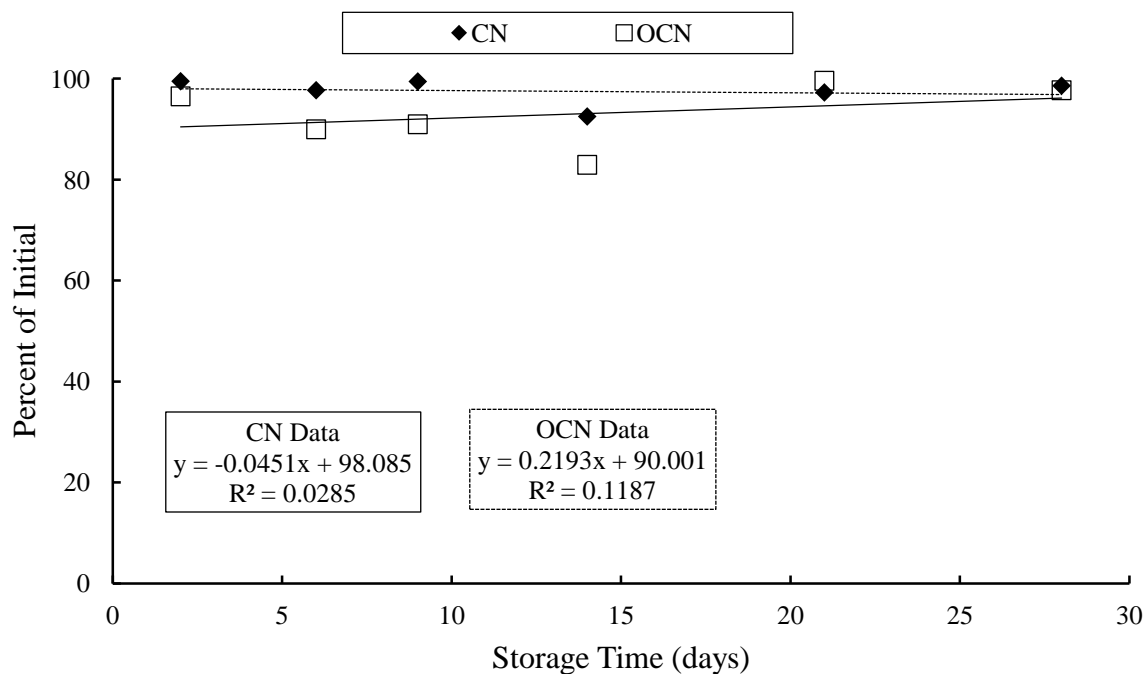 CN OCN
100
80
60
40
20
0
Percent of Initial
CN Data
y = -0.0451x + 98.085
R² = 0.0285
OCN Data
y = 0.2193x + 90.001
R² = 0.1187
0 5 10 15 20 25 30
Storage Time (days)